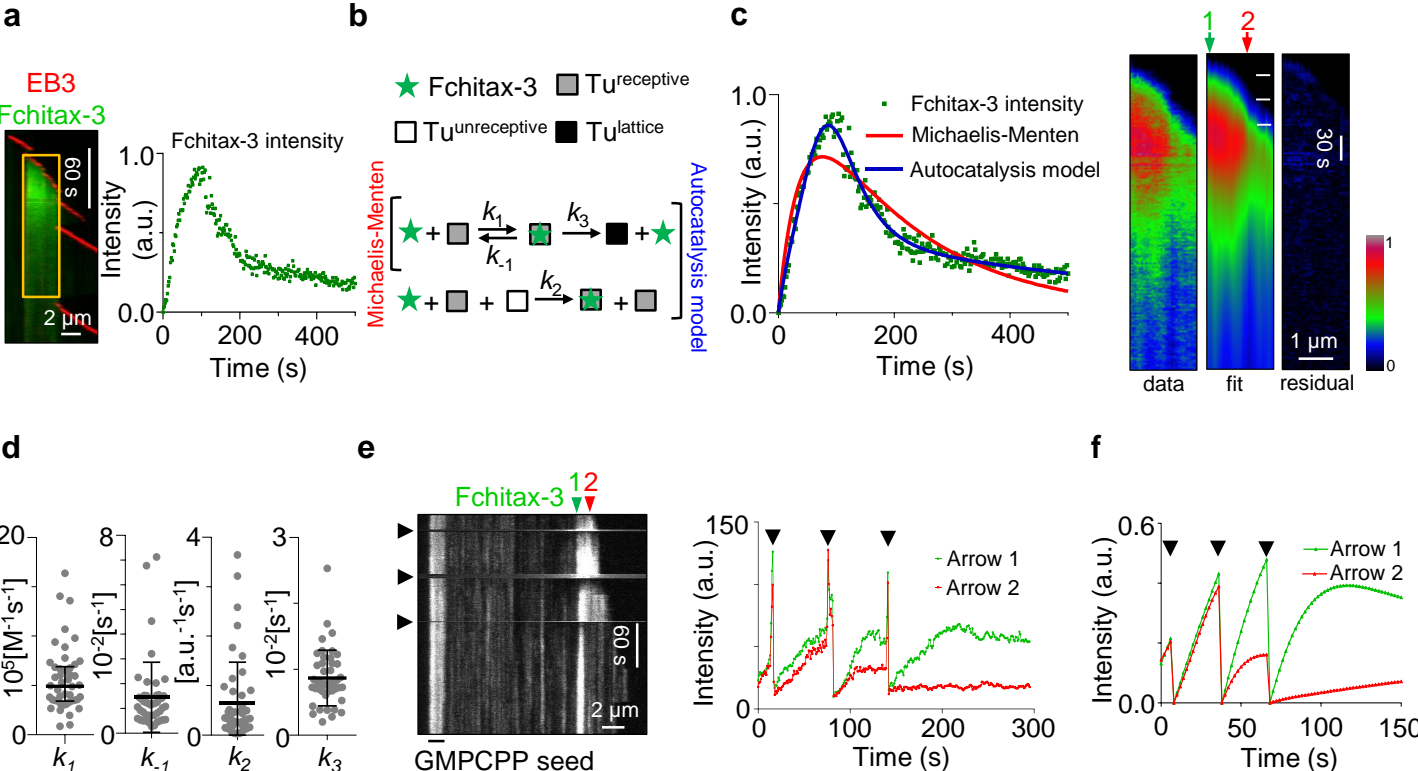 a
EB3
Fchitax-3
60 s
2 µm
Fchitax-3 intensity
1.0
0.0
Intensity
(a.u.)
0 200 400
Time (s)
b
Fchitax-3
Tu^receptive
Tu^unreceptive
Tu^lattice
Michaelis-Menten
Autocatalysis model
+ k1 k-1 k3 +
+ + k2 +
c
1.0
0.0
Intensity (a.u.)
0 200 400
Time (s)
Fchitax-3 intensity
Michaelis-Menten
Autocatalysis model
1 2
30 s
1 µm
data
fit
residual
1
0
d
20
0
10^5[M^-1s^-1]
k1
8
0
10^-2[s^-1]
k-1
4
0
[a.u.^-1s^-1]
k2
3
0
10^-2[s^-1]
k3
e
Fchitax-3
1 2
60 s
2 µm
GMPCPP seed
150
0
Intensity (a.u.)
Arrow 1
Arrow 2
0 100 200 300
Time (s)
f
0.6
0.0
Intensity (a.u.)
Arrow 1
Arrow 2
0 50 100 150
Time (s)